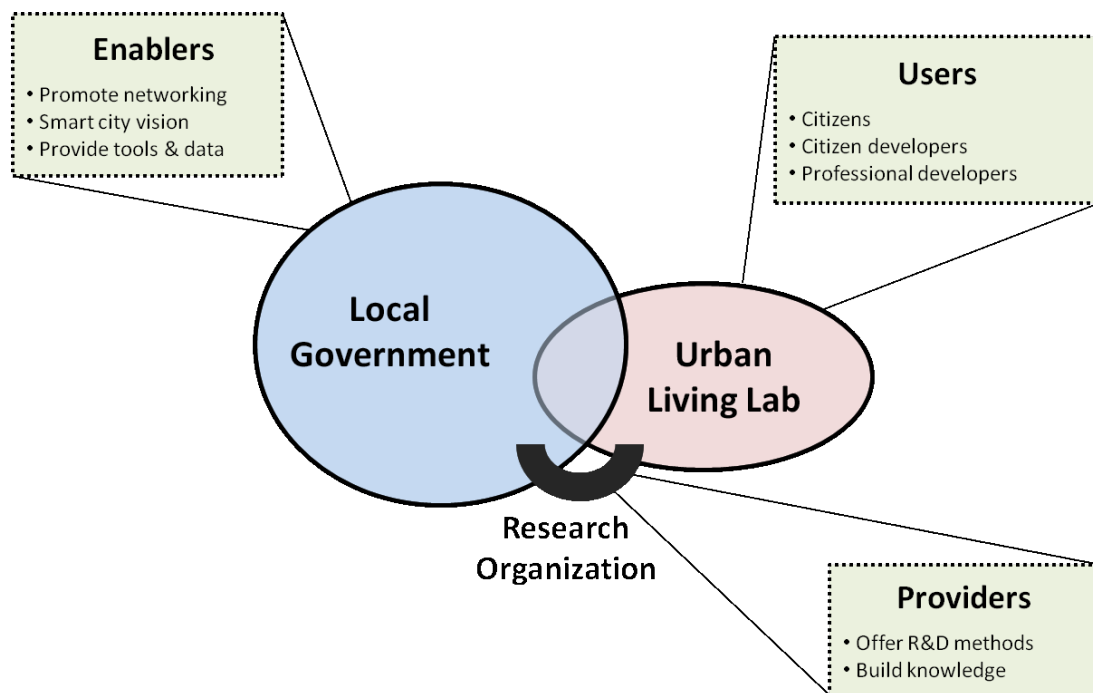 Enablers
• Promote networking
• Smart city vision
• Provide tools & data
Users
• Citizens
• Citizen developers
• Professional developers
Local
Government
Urban
Living Lab
Research
Organization
Providers
• Offer R&D methods
• Build knowledge